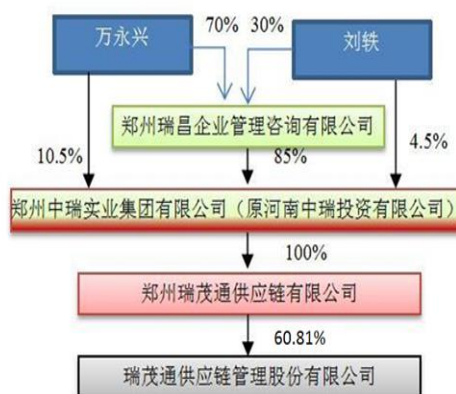 万永兴
70%
30%
刘轶
郑州瑞昌企业管理咨询有限公司
10.5%
85%
4.5%
郑州中瑞实业集团有限公司（原河南中瑞投资有限公司）
100%
郑州瑞茂通供应链有限公司
60.81%
瑞茂通供应链管理股份有限公司